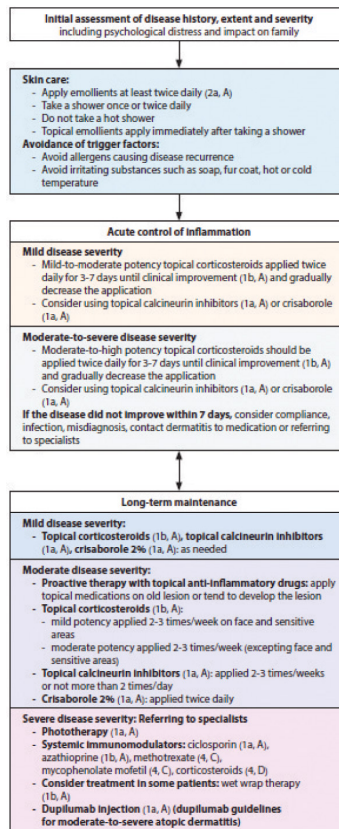 Initial assessment of disease history, extent and severity
including psychological distress and impact on family
Skin care:
- Apply emollients at least twice daily (2a, A)
- Take a shower once or twice daily
- Do not take a hot shower
- Topical emollients apply immediately after taking a shower
Avoidance of trigger factors:
- Avoid allergens causing disease recurrence
- Avoid irritating substances such as soap, fur coat, hot or cold
temperature
Acute control of inflammation
Mild disease severity
- Mild-to-moderate potency topical corticosteroids applied twice
daily for 3-7 days until clinical improvement (1b, A) and gradually
decrease the application
- Consider using topical calcineurin inhibitors (1a, A) or crisaborole
(1a, A)
Moderate-to-severe disease severity
- Moderate-to-high potency topical corticosteroids should be
applied twice daily for 3-7 days until clinical improvement (1b, A)
and gradually decrease the application
- Consider using topical calcineurin inhibitors (1a, A) or crisaborole
(1a, A)
If the disease did not improve within 7 days, consider compliance,
infection, misdiagnosis, contact dermatitis to medication or referring
to specialists
Long-term maintenance
Mild disease severity:
- Topical corticosteroids (1b, A), topical calcineurin inhibitors
(1a, A), crisaborole 2% (1a, A): as needed
Moderate disease severity:
- Proactive therapy with topical anti-inflammatory drugs: apply
topical medications on old lesion or tend to develop the lesion
- Topical corticosteroids (1b, A):
- mild potency applied 2-3 times/week on face and sensitive
areas
- moderate potency applied 2-3 times/week (excepting face and
sensitive areas)
- Topical calcineurin inhibitors (1a, A): applied 2-3 times/weeks
or not more than 2 times/day
- Crisaborole 2% (1a, A): applied twice daily
Severe disease severity: Referring to specialists
- Phototherapy (1a, A)
- Systemic immunomodulators: ciclosporin (1a, A),
azathioprine (1b, A), methotrexate (4, C),
mycophenolate mofetil (4, C), corticosteroids (4, D)
- Consider treatment in some patients: wet wrap therapy
(1b, A)
- Dupilumab injection (1a, A) (dupilumab guidelines
for moderate-to-severe atopic dermatitis)